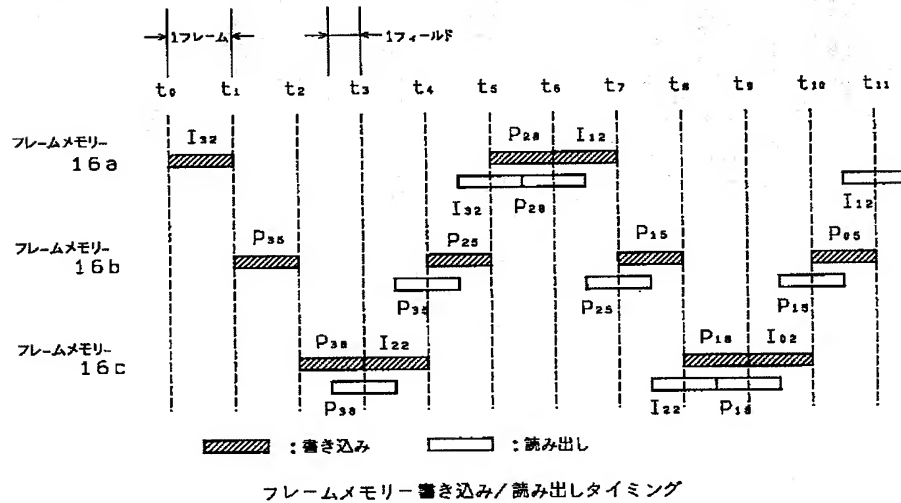 1フレーム 1フィールド
t₀ t₁ t₂ t₃ t₄ t₅ t₆ t₇ t₈ t₉ t₁₀ t₁₁
フレームメモリー 16a
I₃₂ P₂₈ I₁₂
I₃₂ P₂₈ I₁₂
フレームメモリー 16b
P₃₅ P₂₅ P₁₅ P₀₅
P₃₅ P₂₅ P₁₅
フレームメモリー 16c
P₃₈ I₂₂ P₁₈ I₀₂
P₃₈ I₂₂ P₁₈
：書き込み ：読み出し
フレームメモリー書き込み/読み出しタイミング